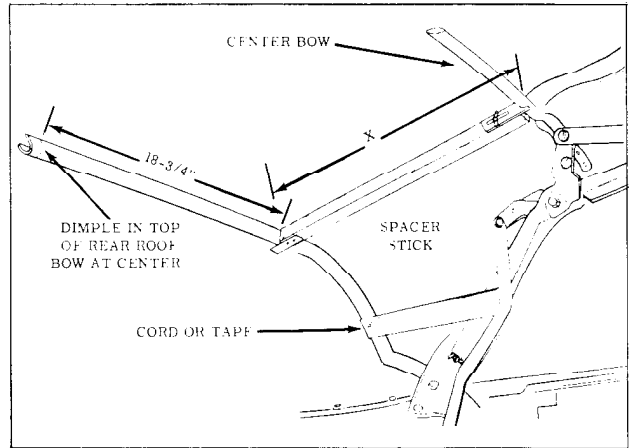 CENTER BOW
X
18-3/4"
DIMPLE IN TOP
OF REAR ROOF
BOW AT CENTER
SPACER
STICK
CORD OR TAPE